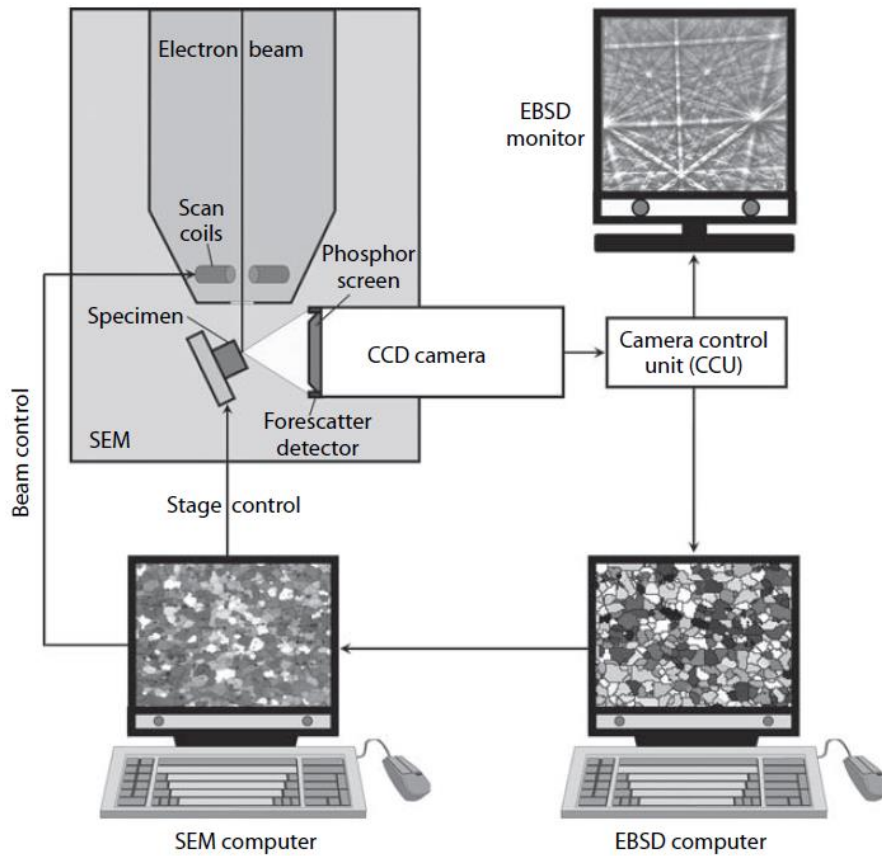 Electron beam
EBSD
monitor
Scan
coils
Phosphor
screen
Specimen
CCD camera
Camera control
unit (CCU)
Forescatter
detector
SEM
Beam control
Stage control
SEM computer
EBSD computer